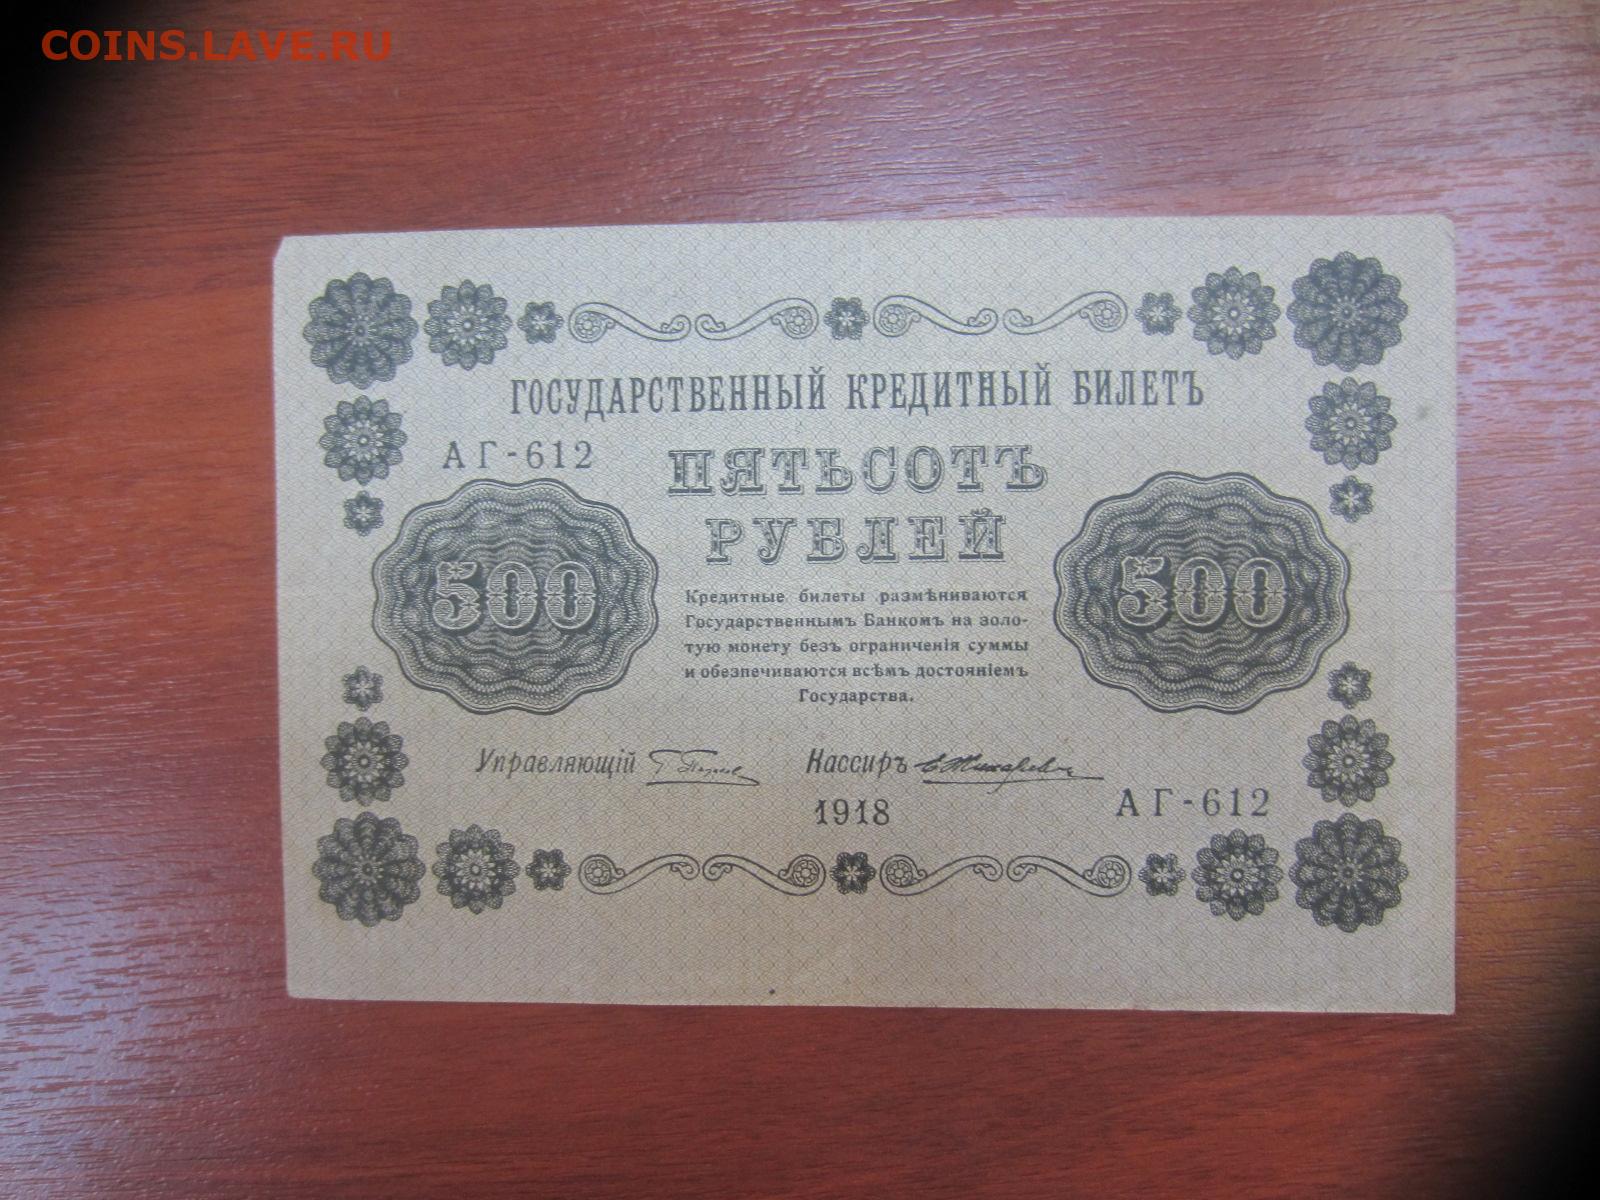 COINS.LAVE.RU
ГОСУДАРСТВЕННЫЙ КРЕДИТНЫЙ БИЛЕТЪ
АГ-612
ПЯТЬСОТЪ
РУБЛЕЙ
500
500
Кредитные билеты размѣниваются
Государственнымъ Банкомъ на золо-
тую монету безъ ограниченія суммы
и обезпечиваются всѣмъ достояніемъ
Государства.
Управляющій
Кассиръ
1918
АГ-612